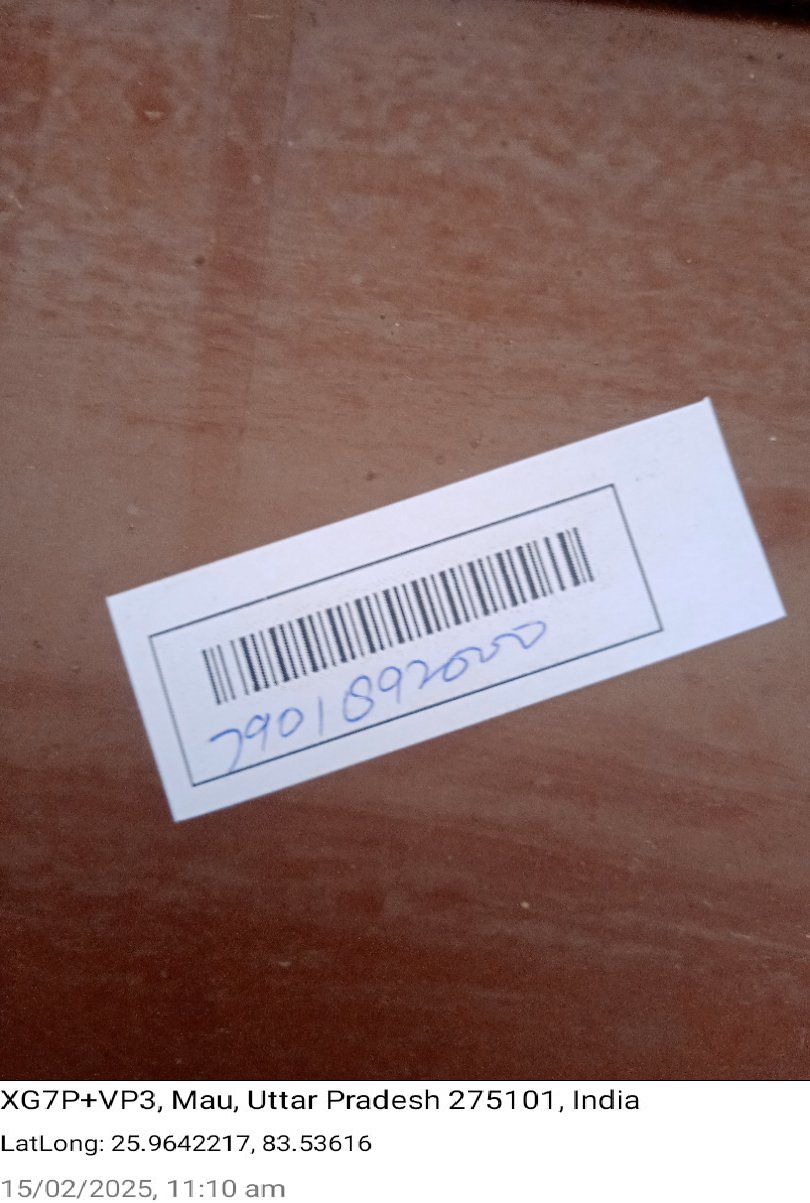 7901892000
XG7P+VP3, Mau, Uttar Pradesh 275101, India
LatLong: 25.9642217, 83.53616
15/02/2025, 11:10 am